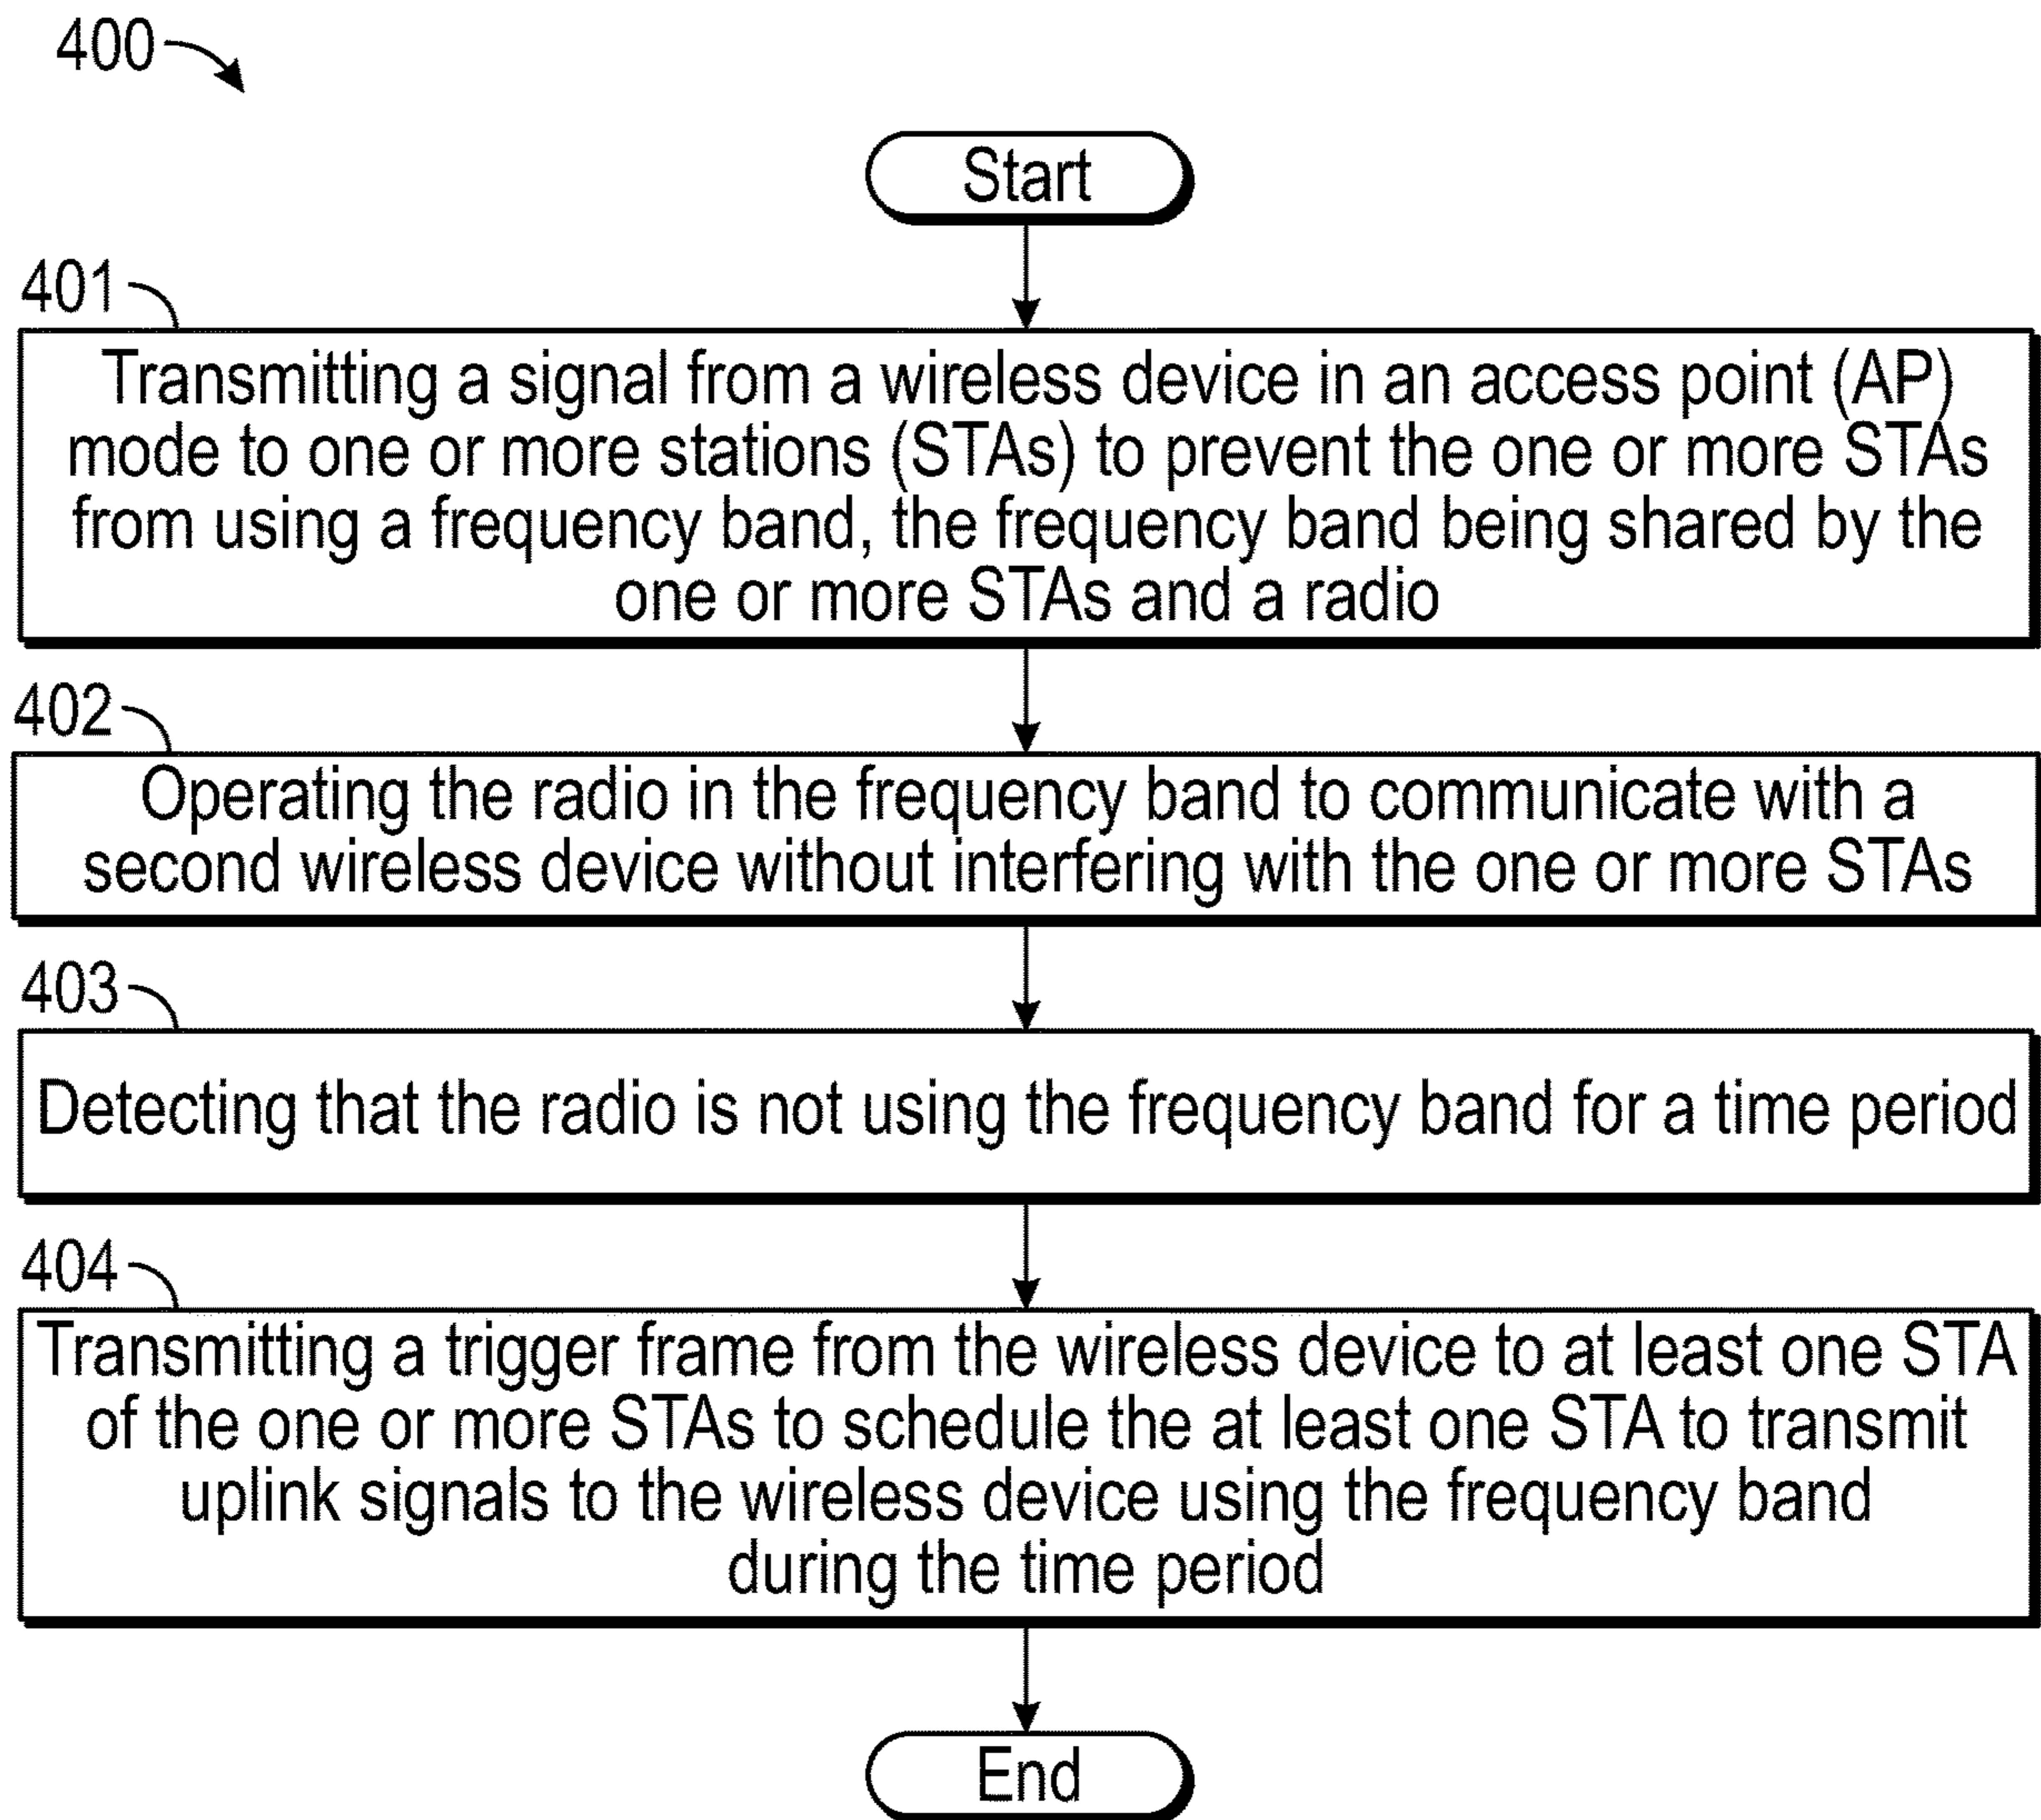 400
Start
401
Transmitting a signal from a wireless device in an access point (AP)
mode to one or more stations (STAs) to prevent the one or more STAs
from using a frequency band, the frequency band being shared by the
one or more STAs and a radio
402
Operating the radio in the frequency band to communicate with a
second wireless device without interfering with the one or more STAs
403
Detecting that the radio is not using the frequency band for a time period
404
Transmitting a trigger frame from the wireless device to at least one STA
of the one or more STAs to schedule the at least one STA to transmit
uplink signals to the wireless device using the frequency band
during the time period
End